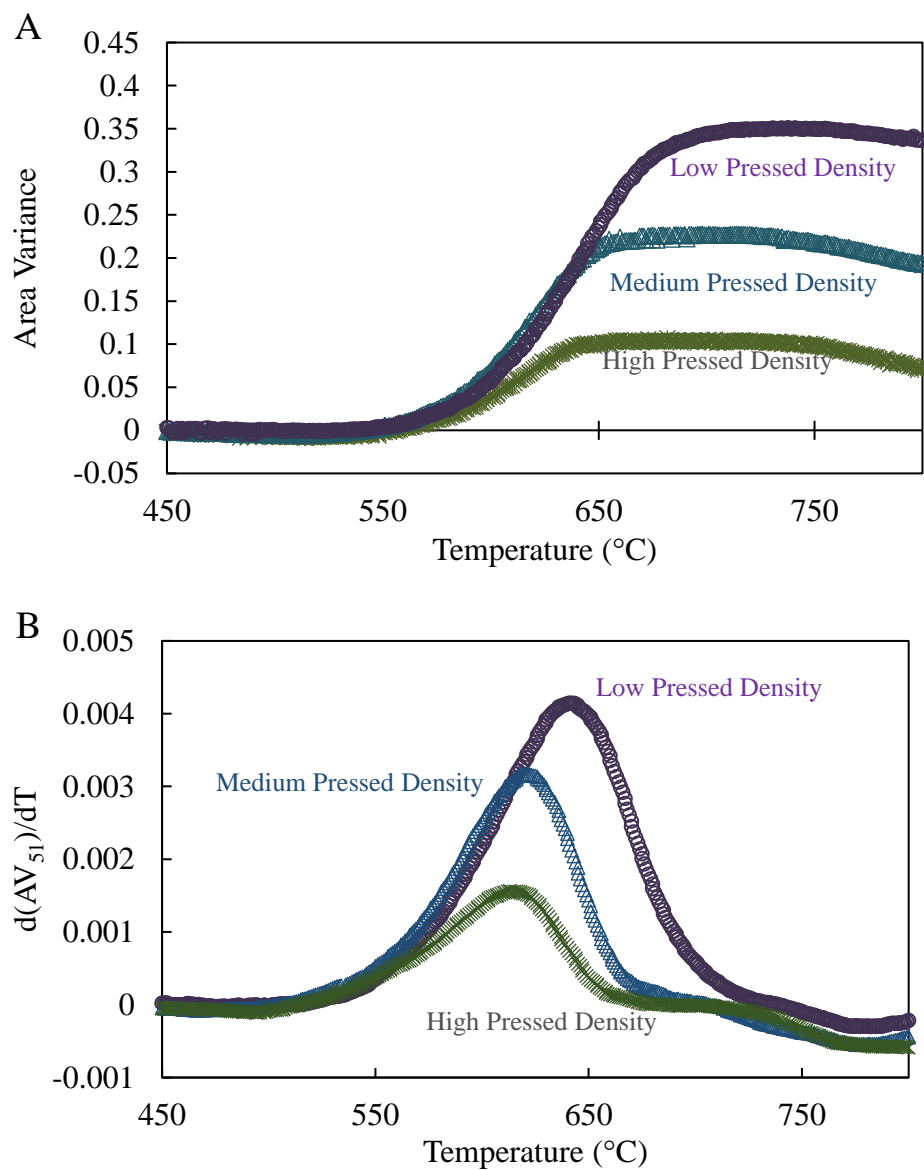 A
0.45
0.4
0.35
0.3
0.25
0.2
0.15
0.1
0.05
0
-0.05
Area Variance
Low Pressed Density
Medium Pressed Density
High Pressed Density
450 550 650 750
Temperature (°C)
B
0.005
0.004
0.003
0.002
0.001
0
-0.001
d(AV51)/dT
Low Pressed Density
Medium Pressed Density
High Pressed Density
450 550 650 750
Temperature (°C)